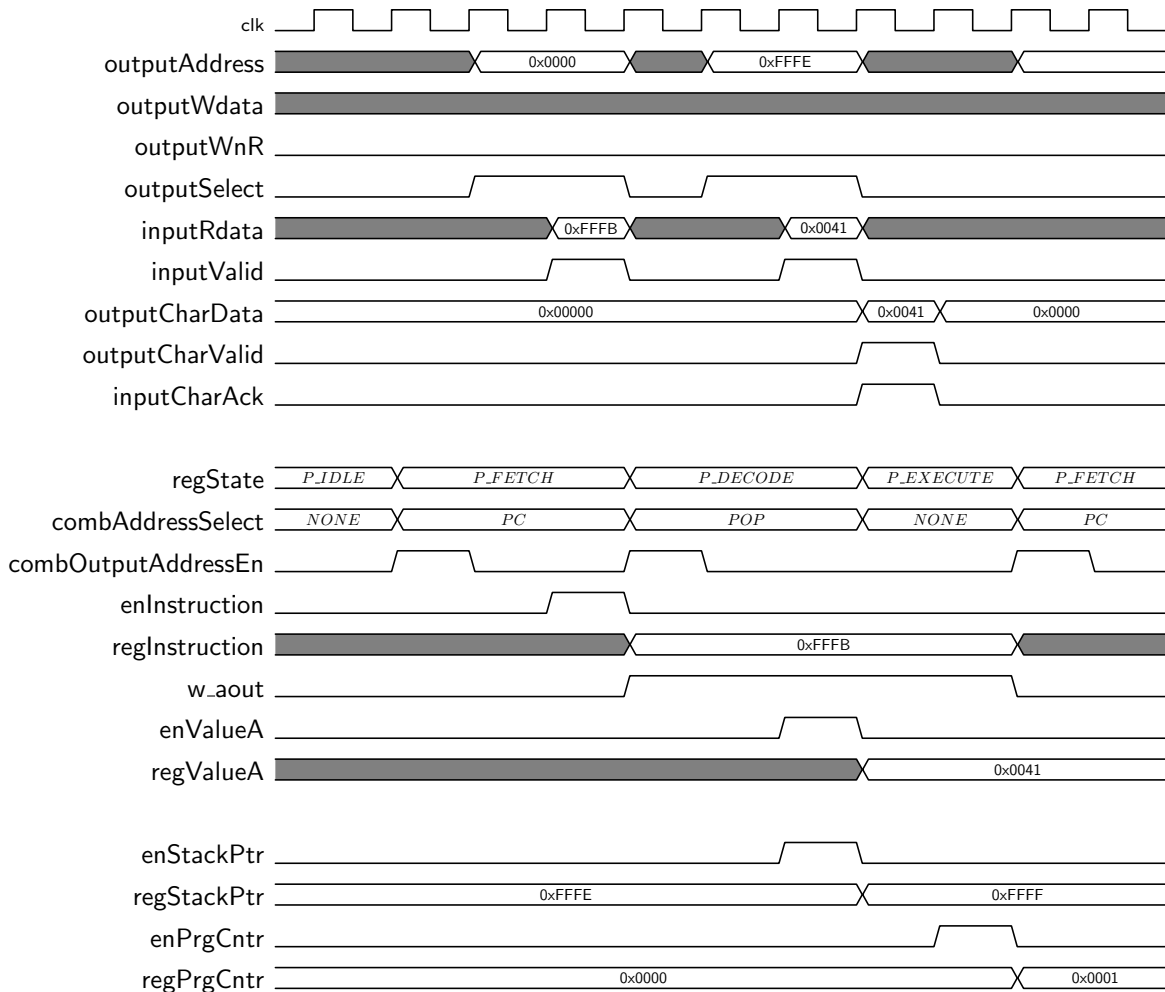 clk
outputAddress 0x0000 0xFFFE
outputWdata
outputWnR
outputSelect
inputRdata 0xFFFB 0x0041
inputValid
outputCharData 0x00000 0x0041 0x0000
outputCharValid
inputCharAck
regState P_IDLE P_FETCH P_DECODE P_EXECUTE P_FETCH
combAddressSelect NONE PC POP NONE PC
combOutputAddressEn
enInstruction
regInstruction 0xFFFB
w_aout
enValueA
regValueA 0x0041
enStackPtr
regStackPtr 0xFFFE 0xFFFF
enPrgCntr
regPrgCntr 0x0000 0x0001